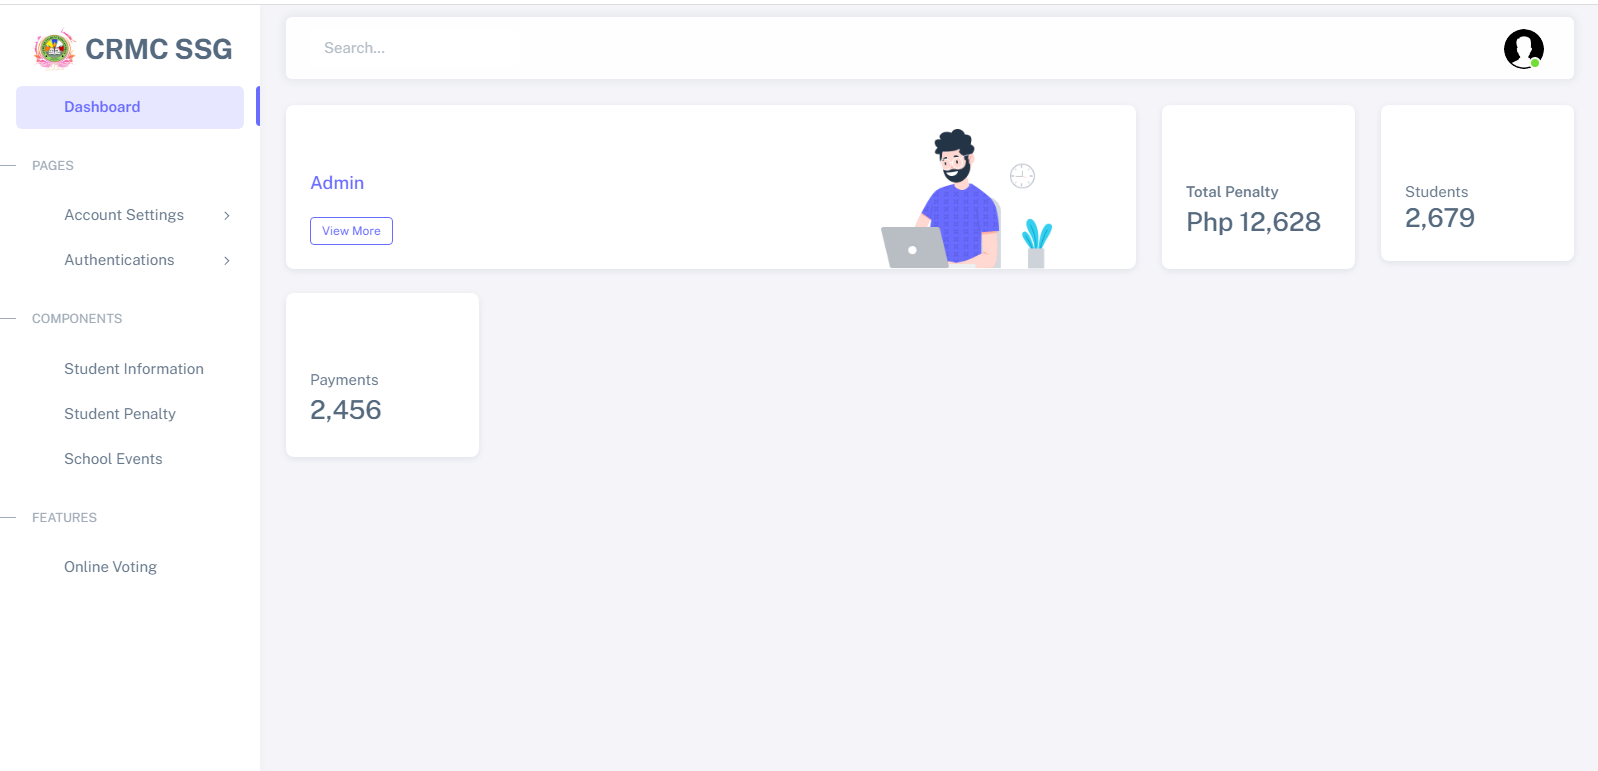 CRMC SSG
Dashboard
PAGES
Account Settings
Authentications
COMPONENTS
Student Information
Student Penalty
School Events
FEATURES
Online Voting
Search...
Admin
View More
Total Penalty
Php 12,628
Students
2,679
Payments
2,456